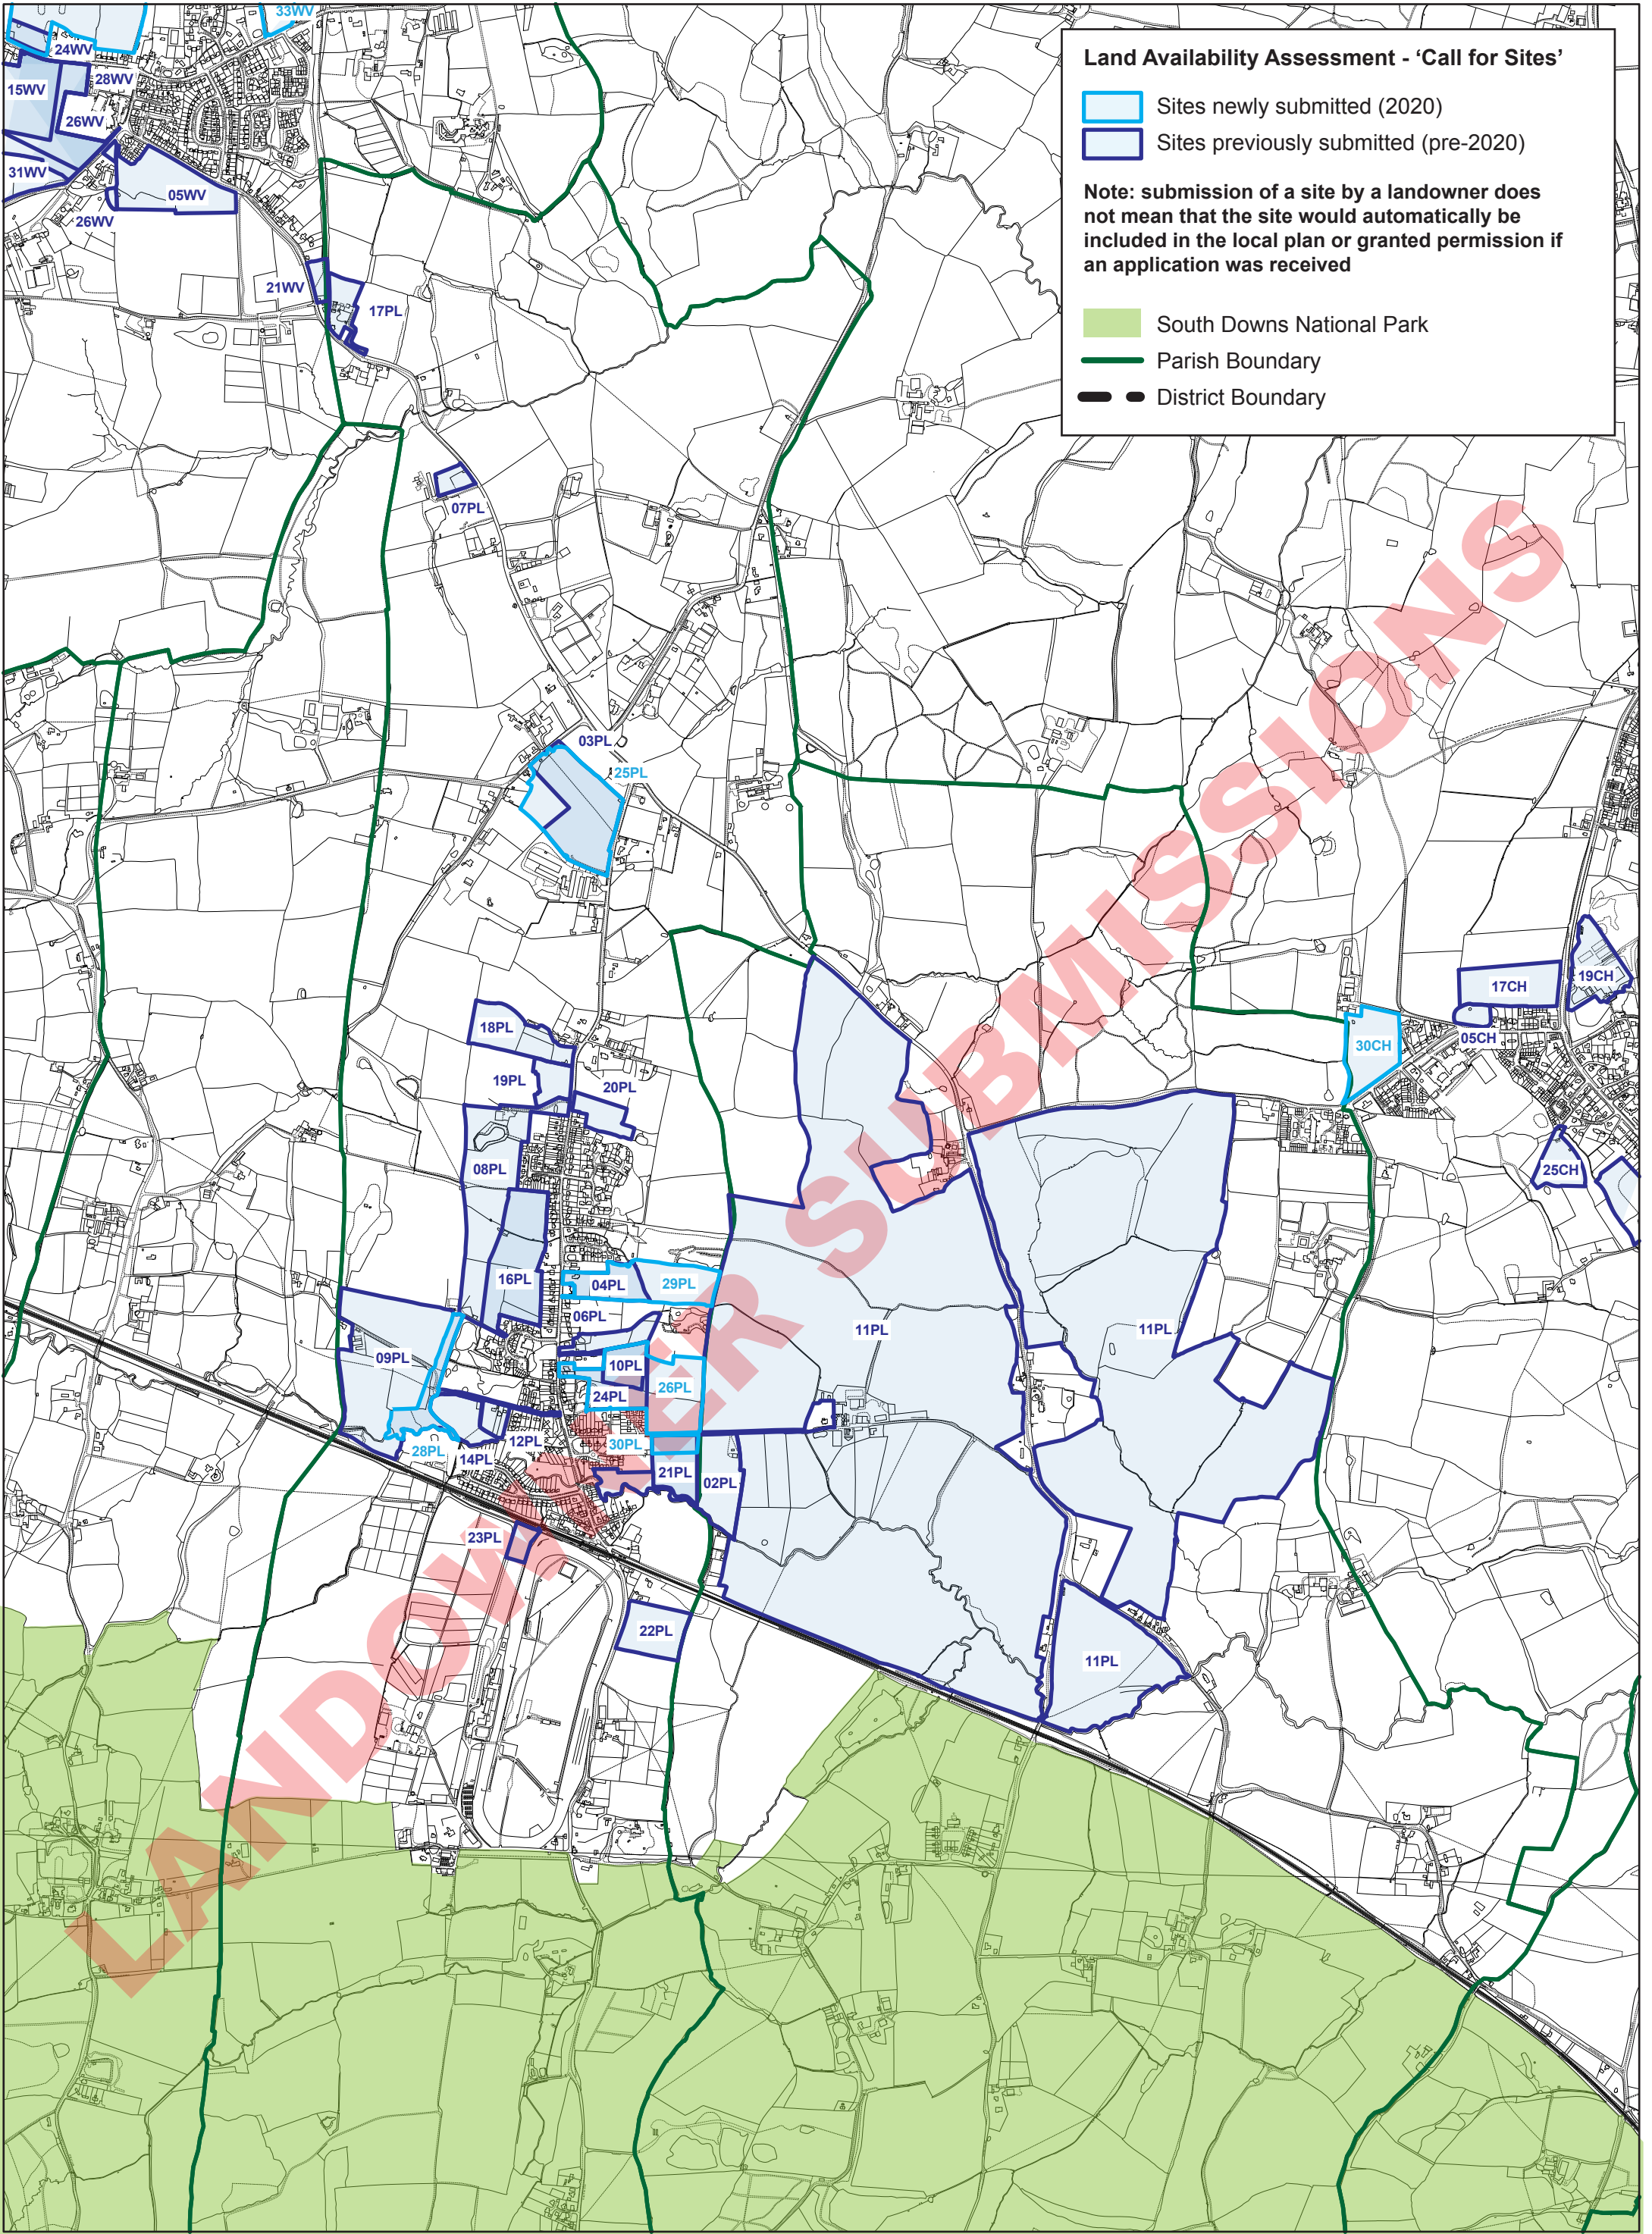 33WV
24WV
28WV
15WV
26WV
31WV
05WV
26WV
21WV
17PL
07PL
Land Availability Assessment - ‘Call for Sites’
Sites newly submitted (2020)
Sites previously submitted (pre-2020)
Note: submission of a site by a landowner does
not mean that the site would automatically be
included in the local plan or granted permission if
an application was received
South Downs National Park
Parish Boundary
District Boundary
03PL
25PL
18PL
19PL
20PL
08PL
16PL
04PL
29PL
06PL
09PL
10PL
26PL
24PL
28PL
12PL
30PL
14PL
21PL
02PL
23PL
22PL
11PL
11PL
11PL
30CH
17CH
19CH
05CH
25CH
LANDOWNER SUBMISSIONS